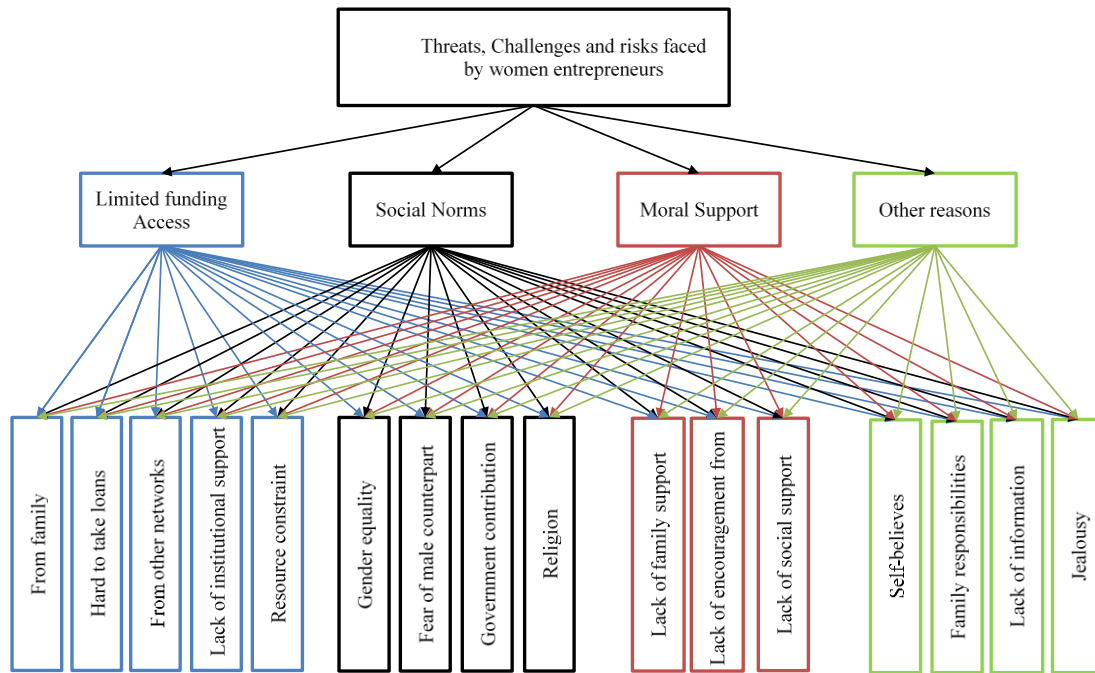 Threats, Challenges and risks faced
by women entrepreneurs
Limited funding
Access
Social Norms
Moral Support
Other reasons
From family
Hard to take loans
From other networks
Lack of institutional support
Resource constraint
Gender equality
Fear of male counterpart
Government contribution
Religion
Lack of family support
Lack of encouragement from
Lack of social support
Self-believes
Family responsibilities
Lack of information
Jealousy